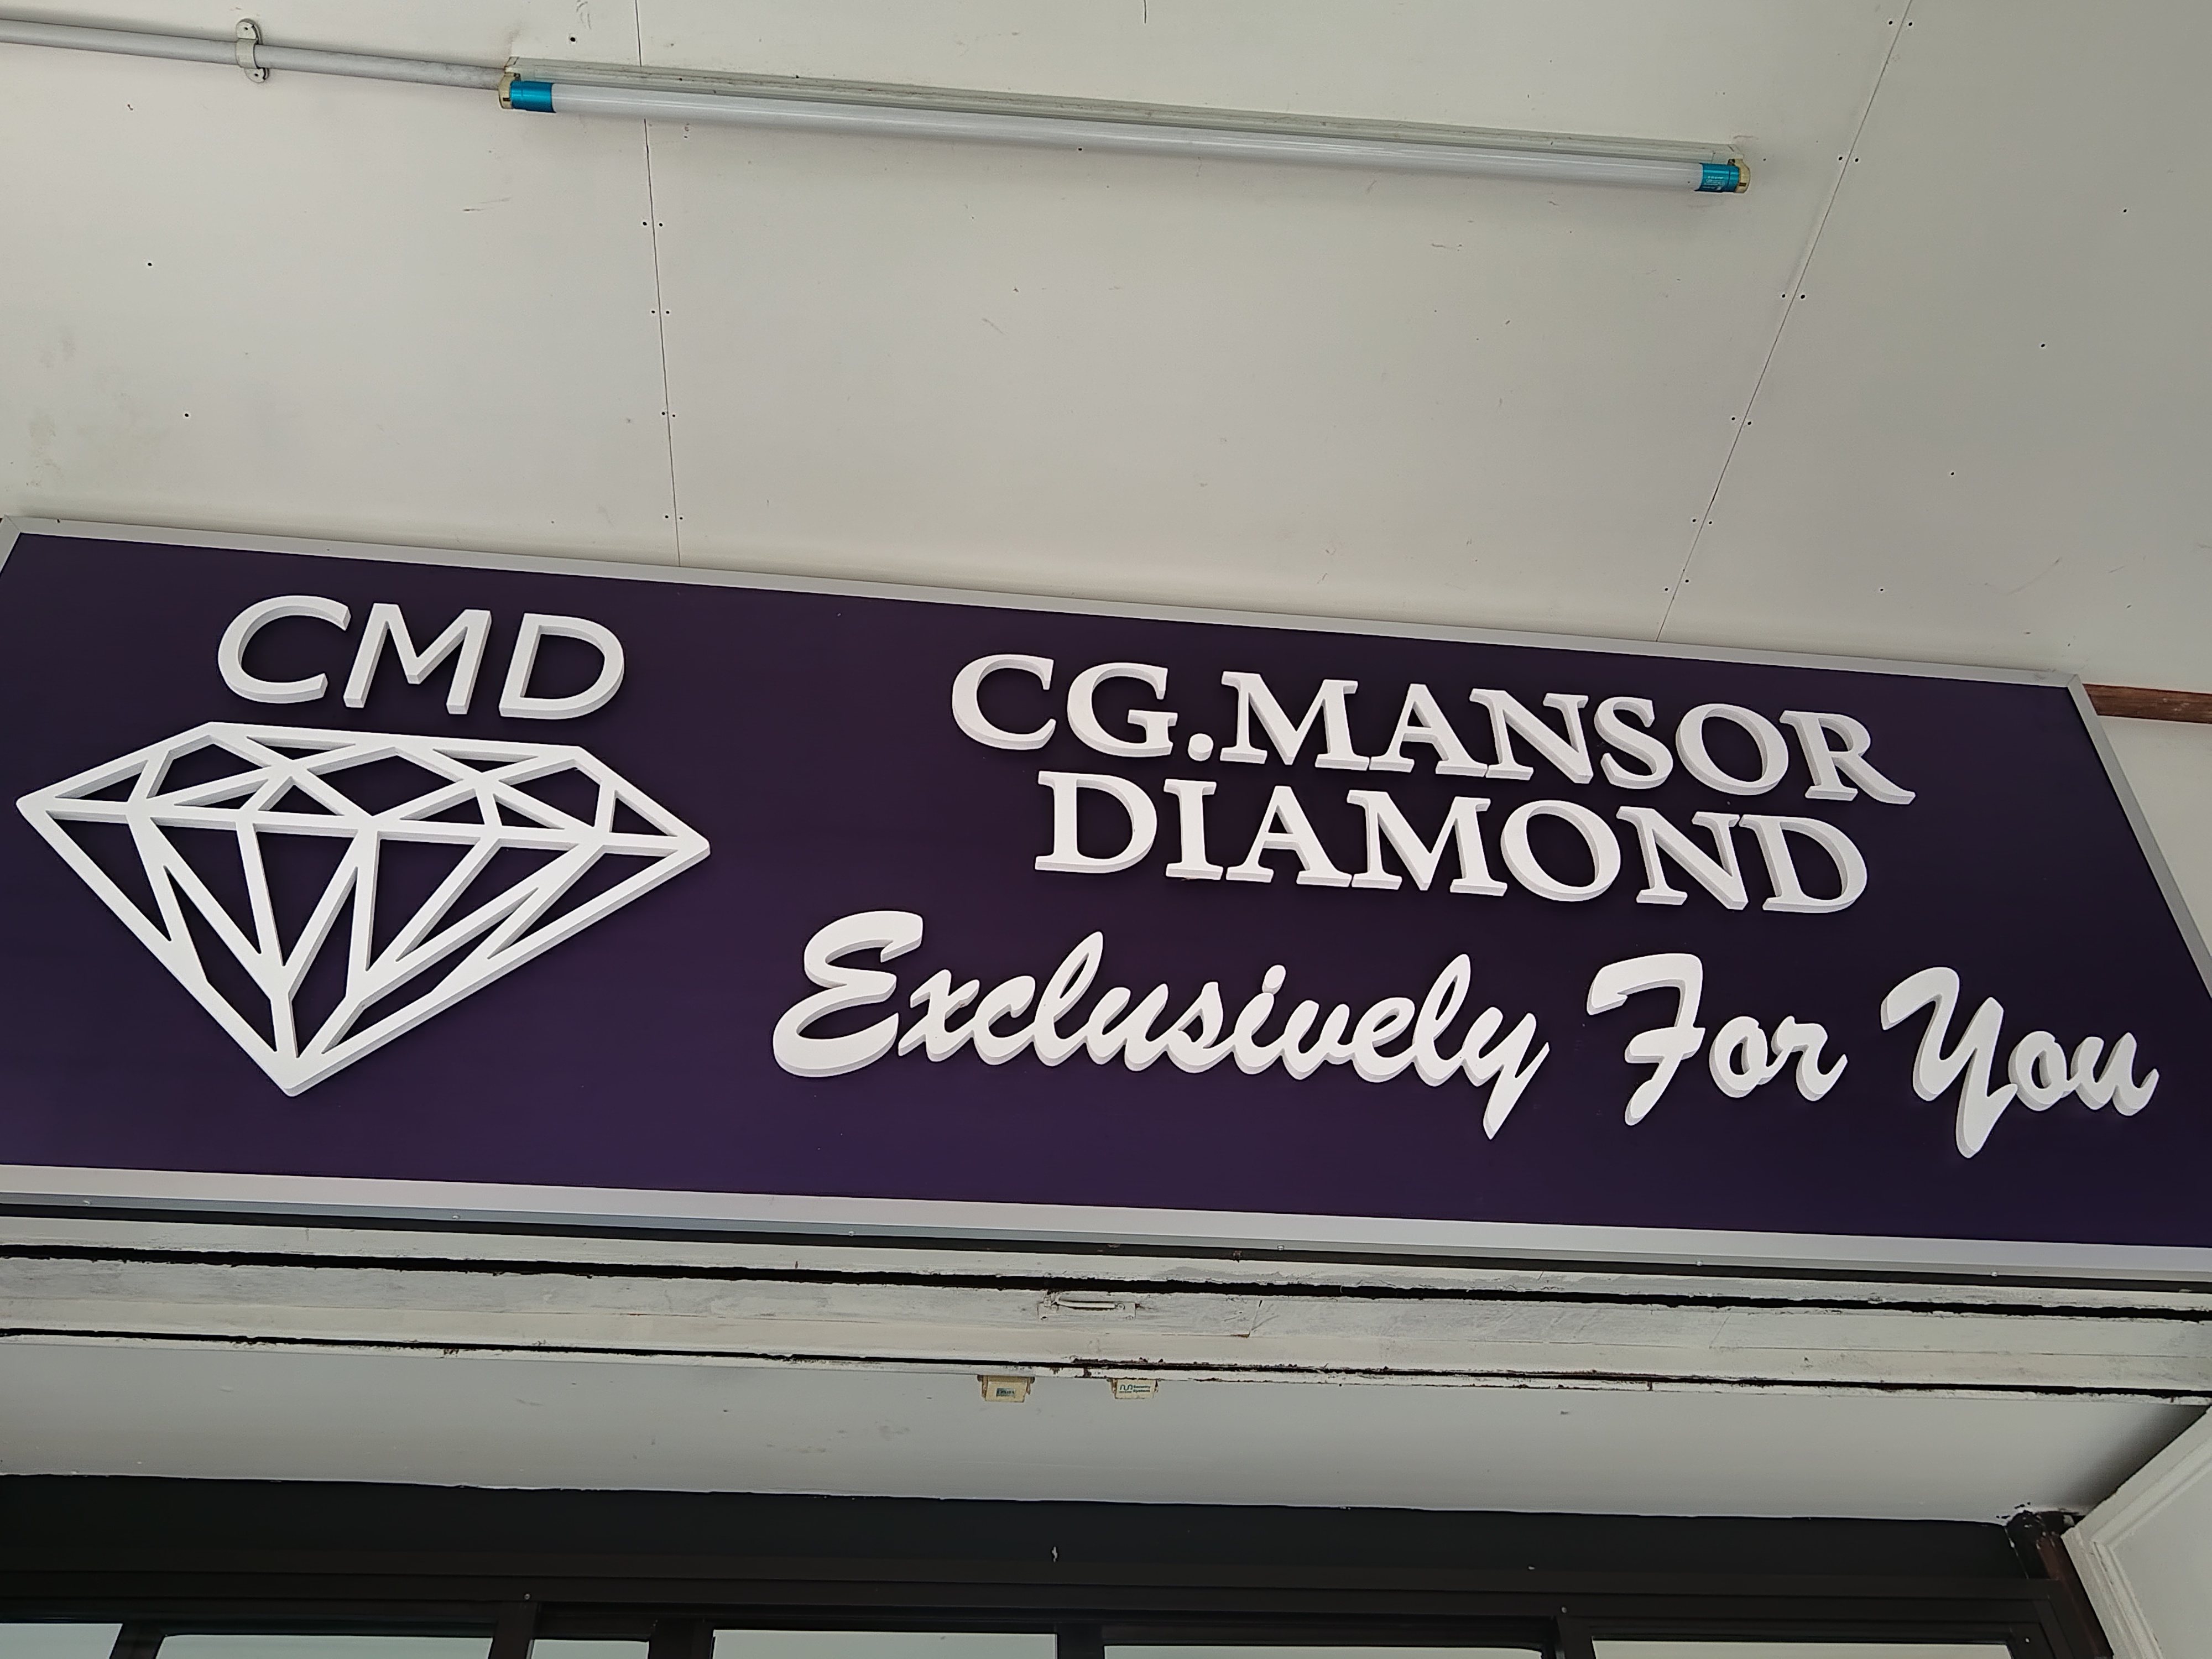 CMD
CG.MANSOR
DIAMOND
Exclusively For You